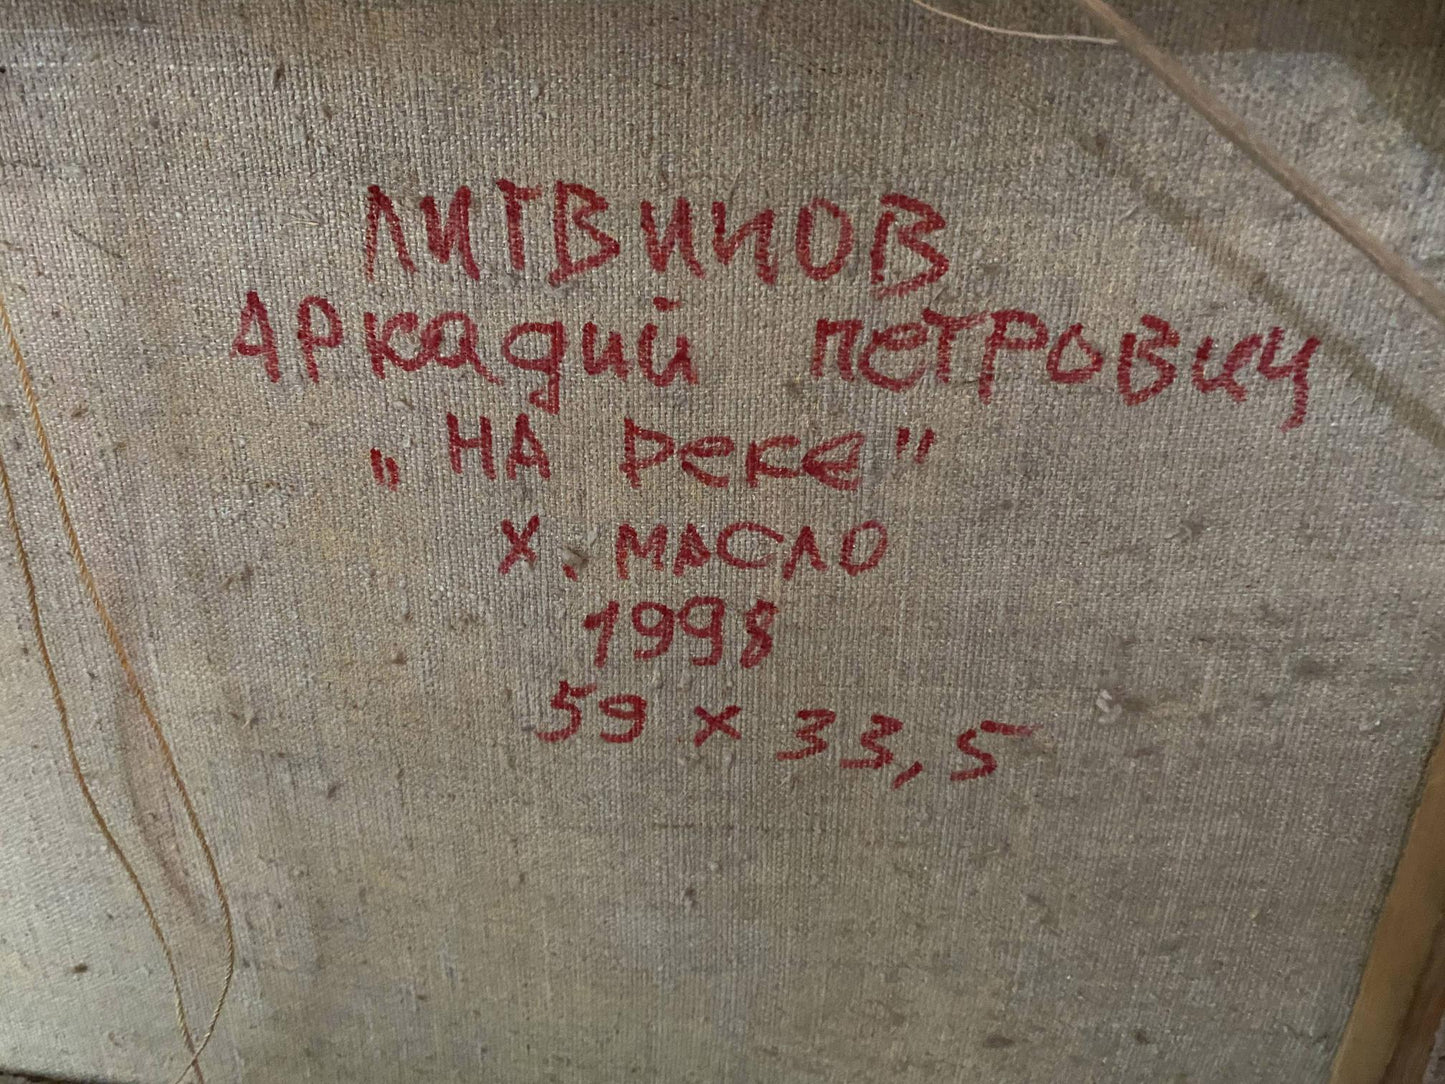 ЛИТВИНОВ
Аркадий Петрович
„На реке"
х. масло
1998
59 x 33,5